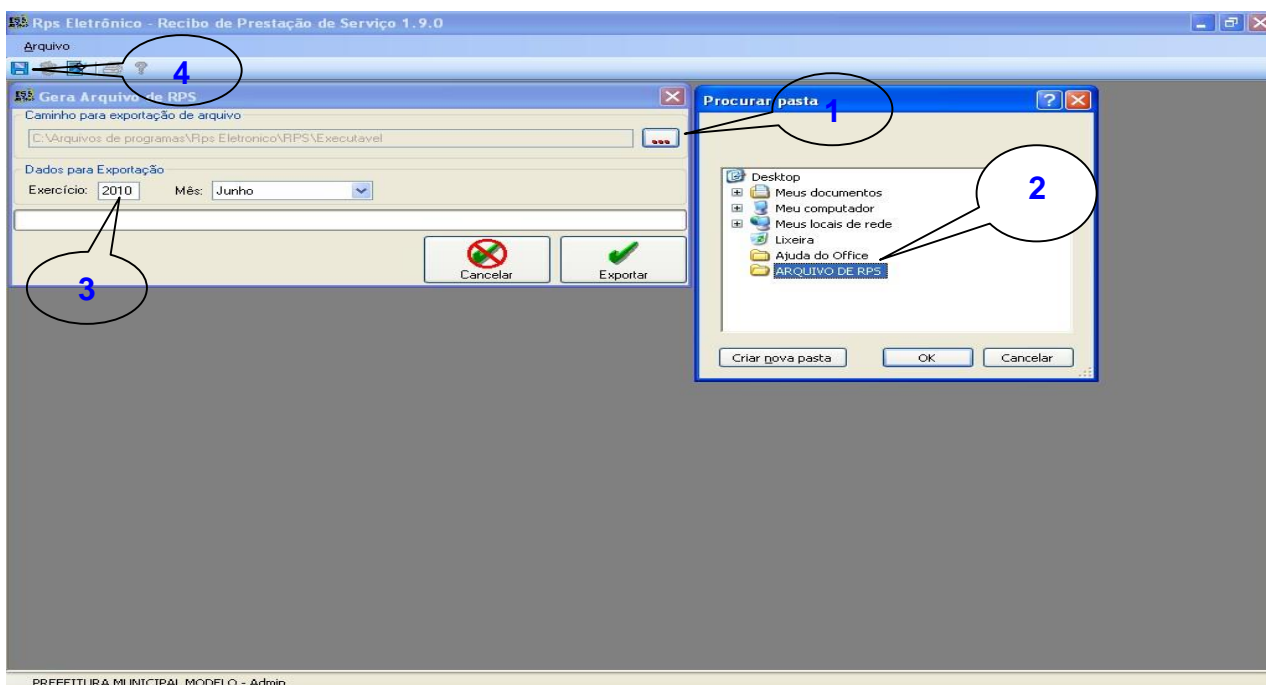 Rps Eletrônico - Recibo de Prestação de Serviço 1.9.0
Arquivo
4
Gera Arquivo de RPS
Caminho para exportação de arquivo
C:\Arquivos de programas\Rps Eletronico\RPS\Executavel
...
Dados para Exportação
Exercício: 2010 Mês: Junho
Cancelar Exportar
3
Procurar pasta
1
Desktop
Meus documentos
Meu computador
Meus locais de rede
Lixeira
Ajuda do Office
ARQUIVO DE RPS
2
Criar nova pasta OK Cancelar
PREFEITURA MUNICIPAL MODELO - Admin